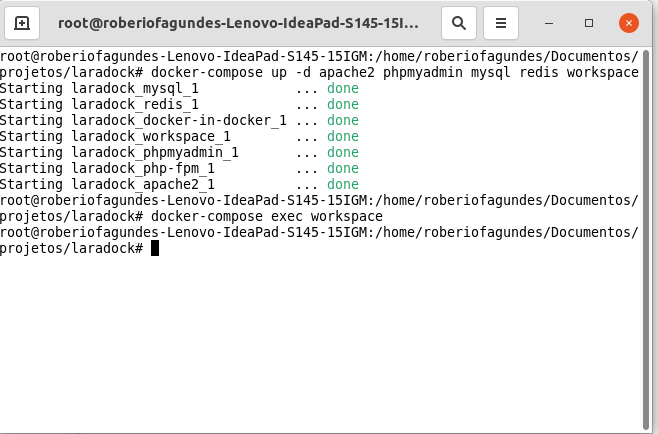 root@roberiofagundes-Lenovo-IdeaPad-S145-15I...
root@roberiofagundes-Lenovo-IdeaPad-S145-15IGM:/home/roberiofagundes/Documentos/
projetos/laradock# docker-compose up -d apache2 phpmyadmin mysql redis workspace
Starting laradock_mysql_1            ... done
Starting laradock_redis_1            ... done
Starting laradock_docker-in-docker_1 ... done
Starting laradock_workspace_1        ... done
Starting laradock_phpmyadmin_1       ... done
Starting laradock_php-fpm_1          ... done
Starting laradock_apache2_1          ... done
root@roberiofagundes-Lenovo-IdeaPad-S145-15IGM:/home/roberiofagundes/Documentos/
projetos/laradock# docker-compose exec workspace
root@roberiofagundes-Lenovo-IdeaPad-S145-15IGM:/home/roberiofagundes/Documentos/
projetos/laradock#